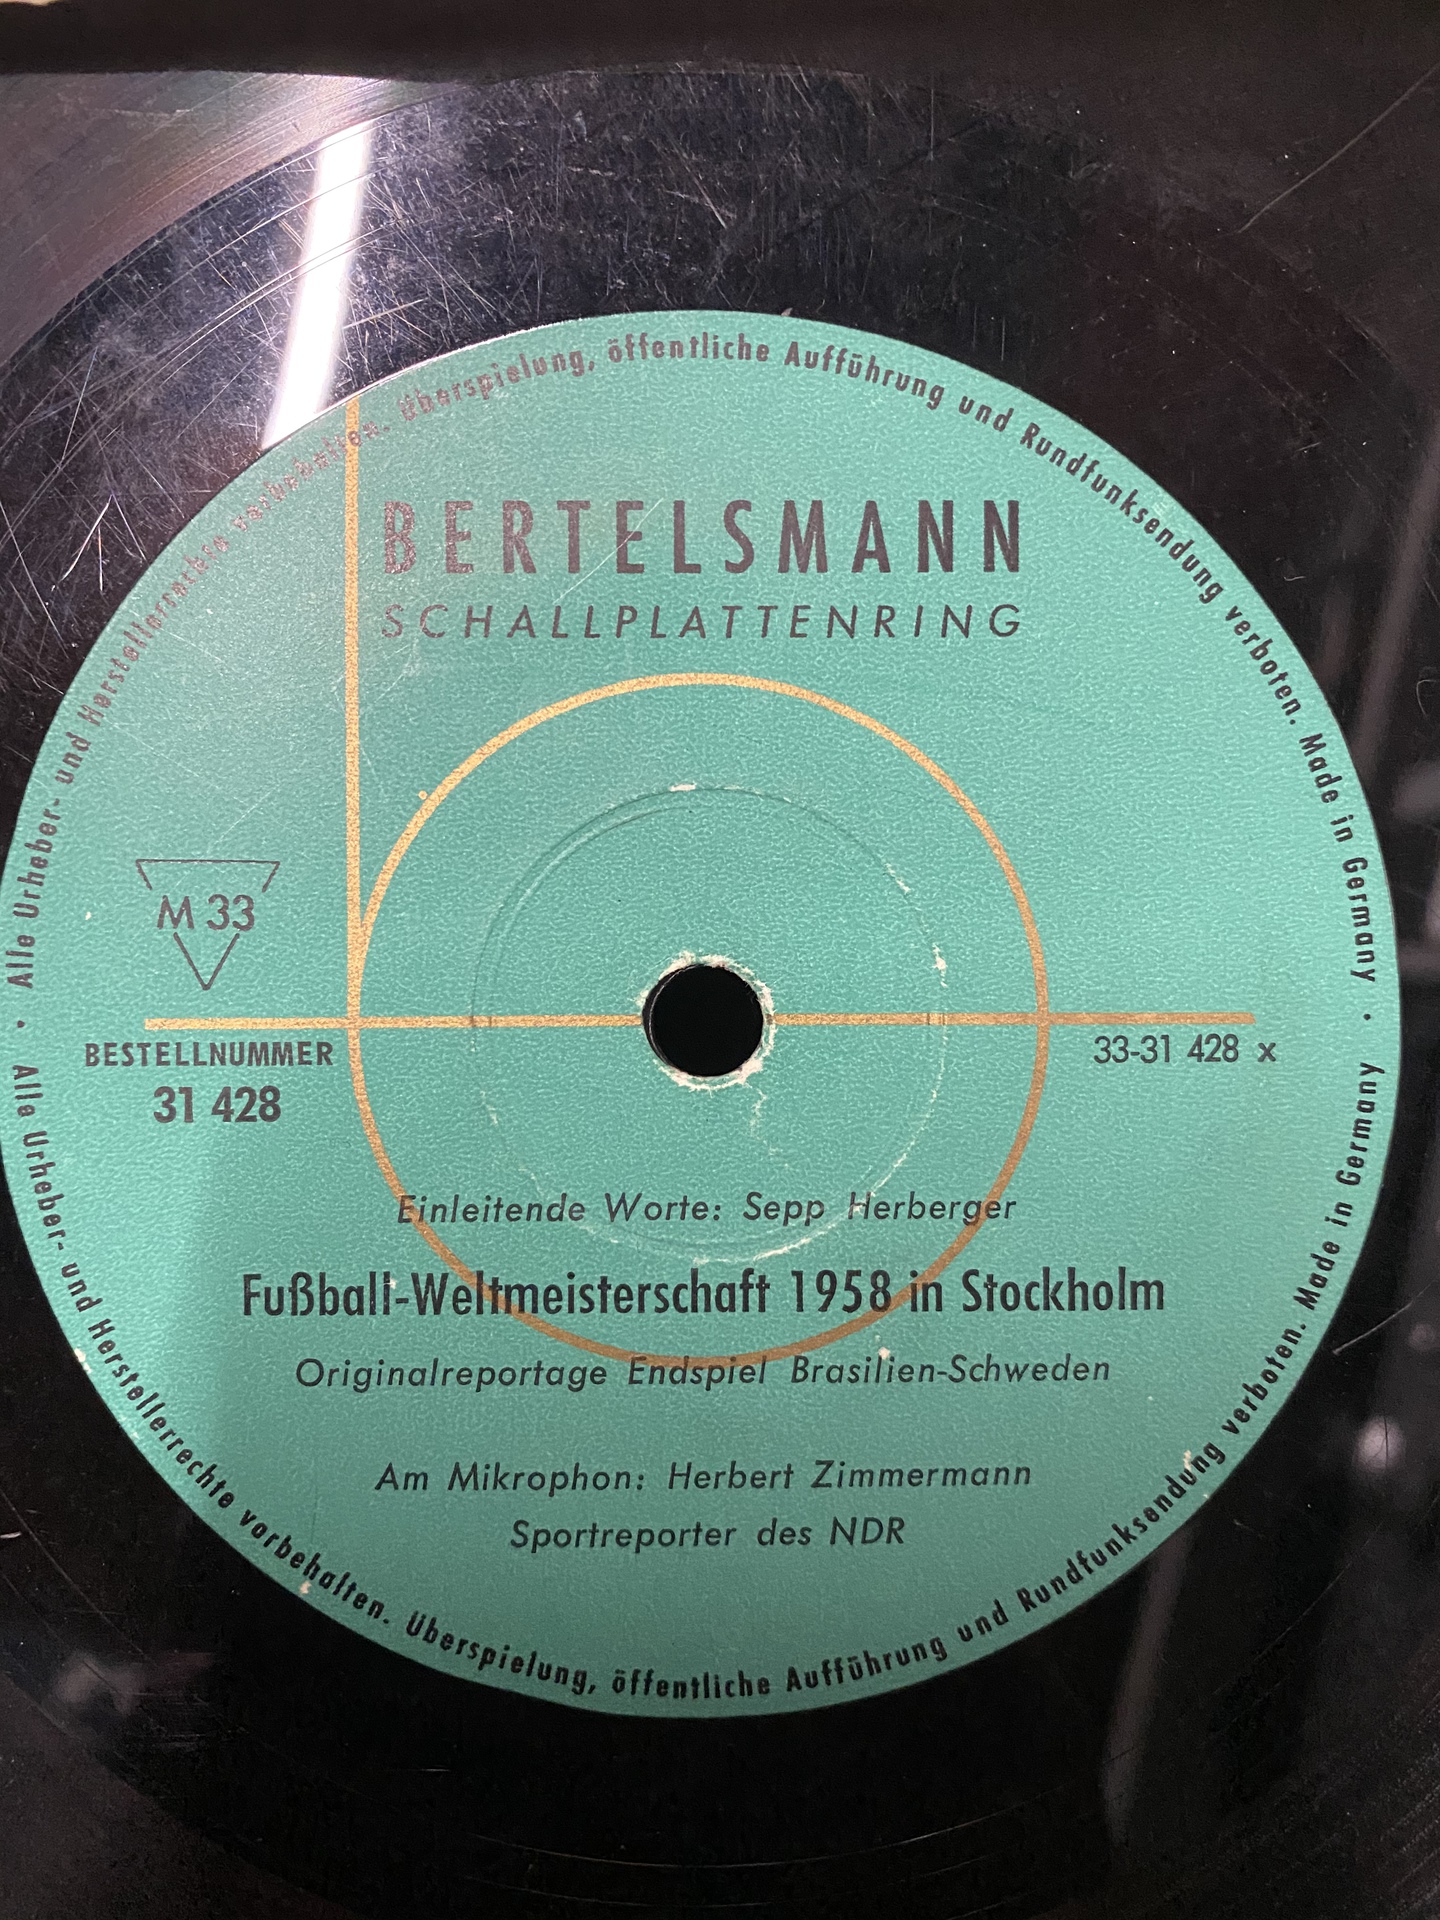 BERTELSMANN
SCHALLPLATTENRING
M 33
BESTELLNUMMER
31 428
33-31 428 x
Einleitende Worte: Sepp Herberger
Fußball-Weltmeisterschaft 1958 in Stockholm
Originalreportage Endspiel Brasilien-Schweden
Am Mikrophon: Herbert Zimmermann
Sportreporter des NDR
Alle Urheber- und Herstellerrechte vorbehalten. Überspielung, öffentliche Aufführung und Rundfunksendung verboten. Made in Germany •
Alle Urheber- und Herstellerrechte vorbehalten. Überspielung, öffentliche Aufführung und Rundfunksendung verboten. Made in Germany •